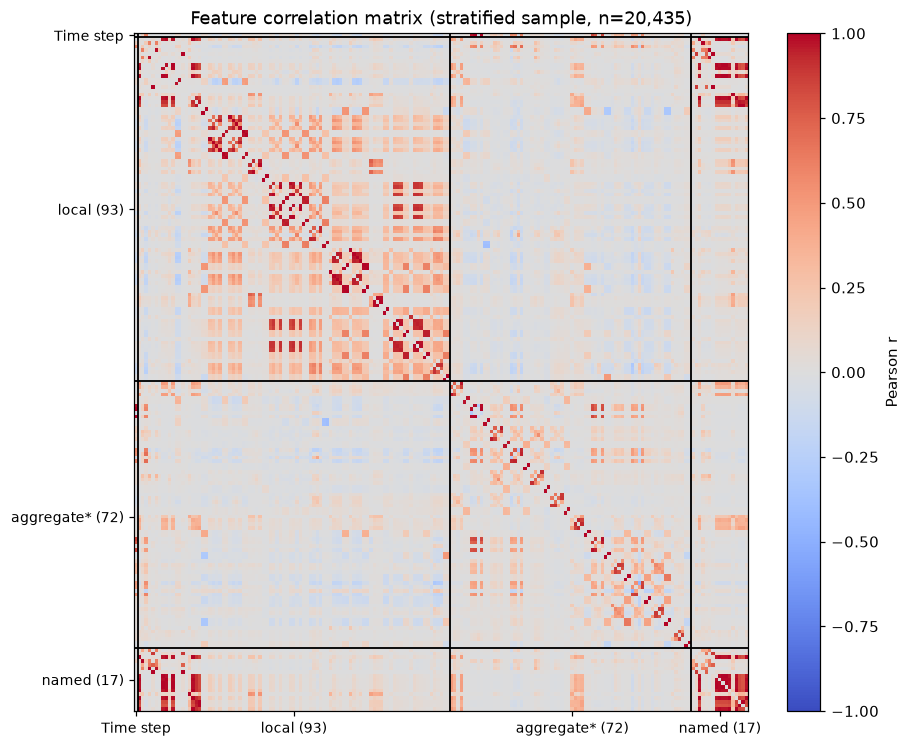 Feature correlation matrix (stratified sample, n=20,435)
Time step
local (93)
aggregate* (72)
named (17)
Time step
local (93)
aggregate* (72)
named (17)
1.00
0.75
0.50
0.25
0.00
−0.25
−0.50
−0.75
−1.00
Pearson r